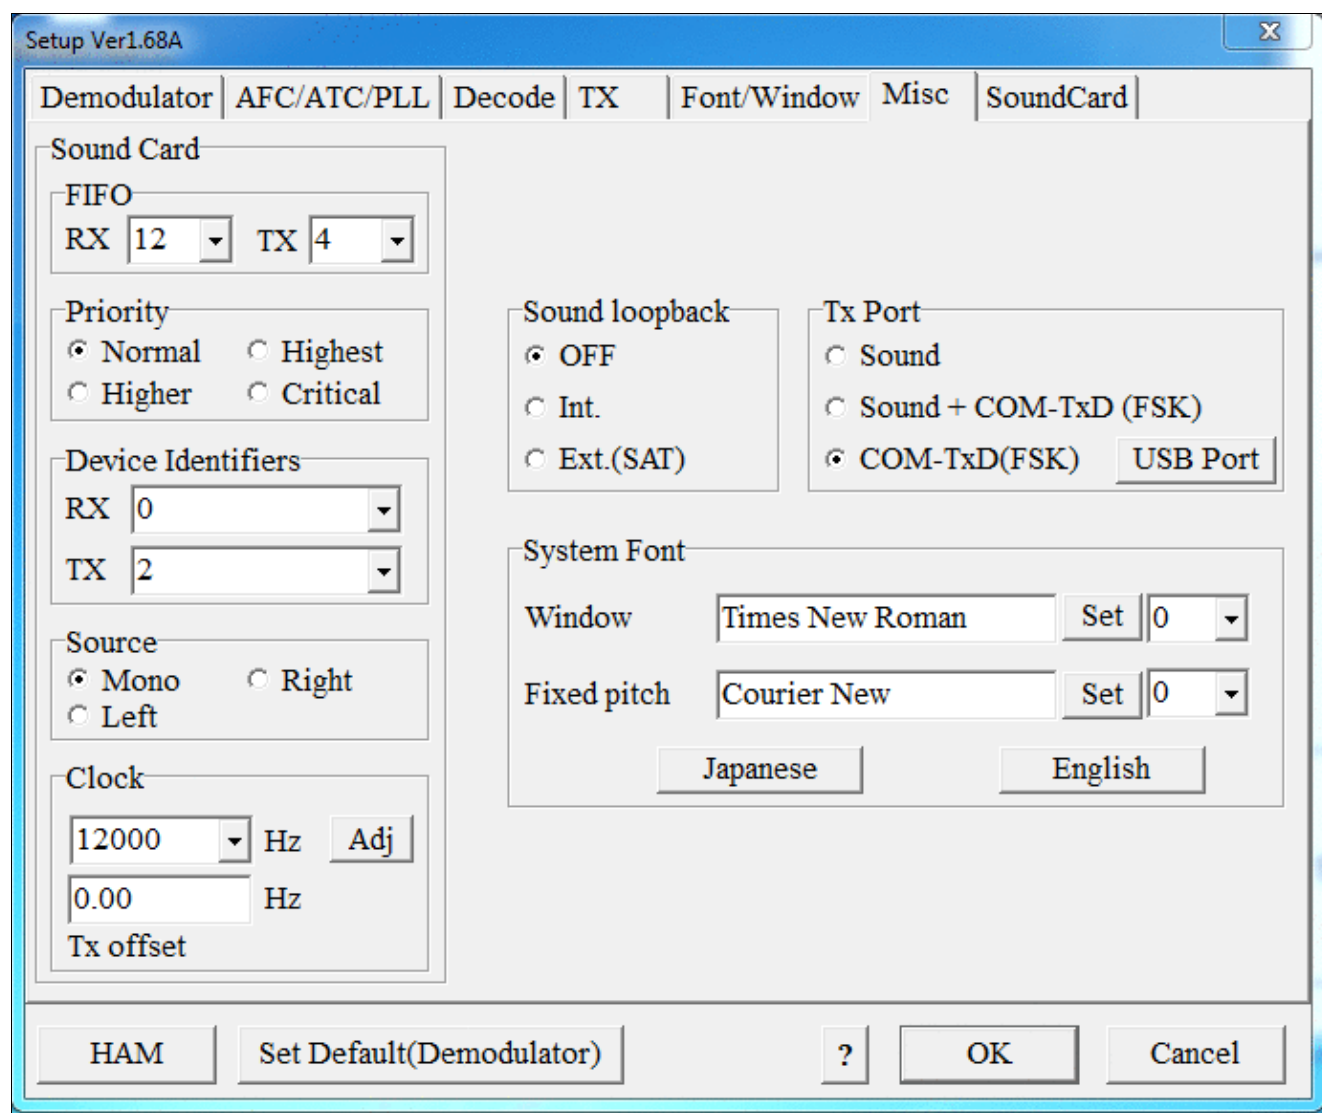 Setup Ver1.68A
Demodulator AFC/ATC/PLL Decode TX Font/Window Misc SoundCard
Sound Card
FIFO
RX 12 TX 4
Priority
Normal Highest
Higher Critical
Device Identifiers
RX 0
TX 2
Source
Mono Right
Left
Clock
12000 Hz Adj
0.00 Hz
Tx offset
Sound loopback
OFF
Int.
Ext.(SAT)
Tx Port
Sound
Sound + COM-TxD (FSK)
COM-TxD(FSK) USB Port
System Font
Window Times New Roman Set 0
Fixed pitch Courier New Set 0
Japanese English
HAM Set Default(Demodulator) ? OK Cancel